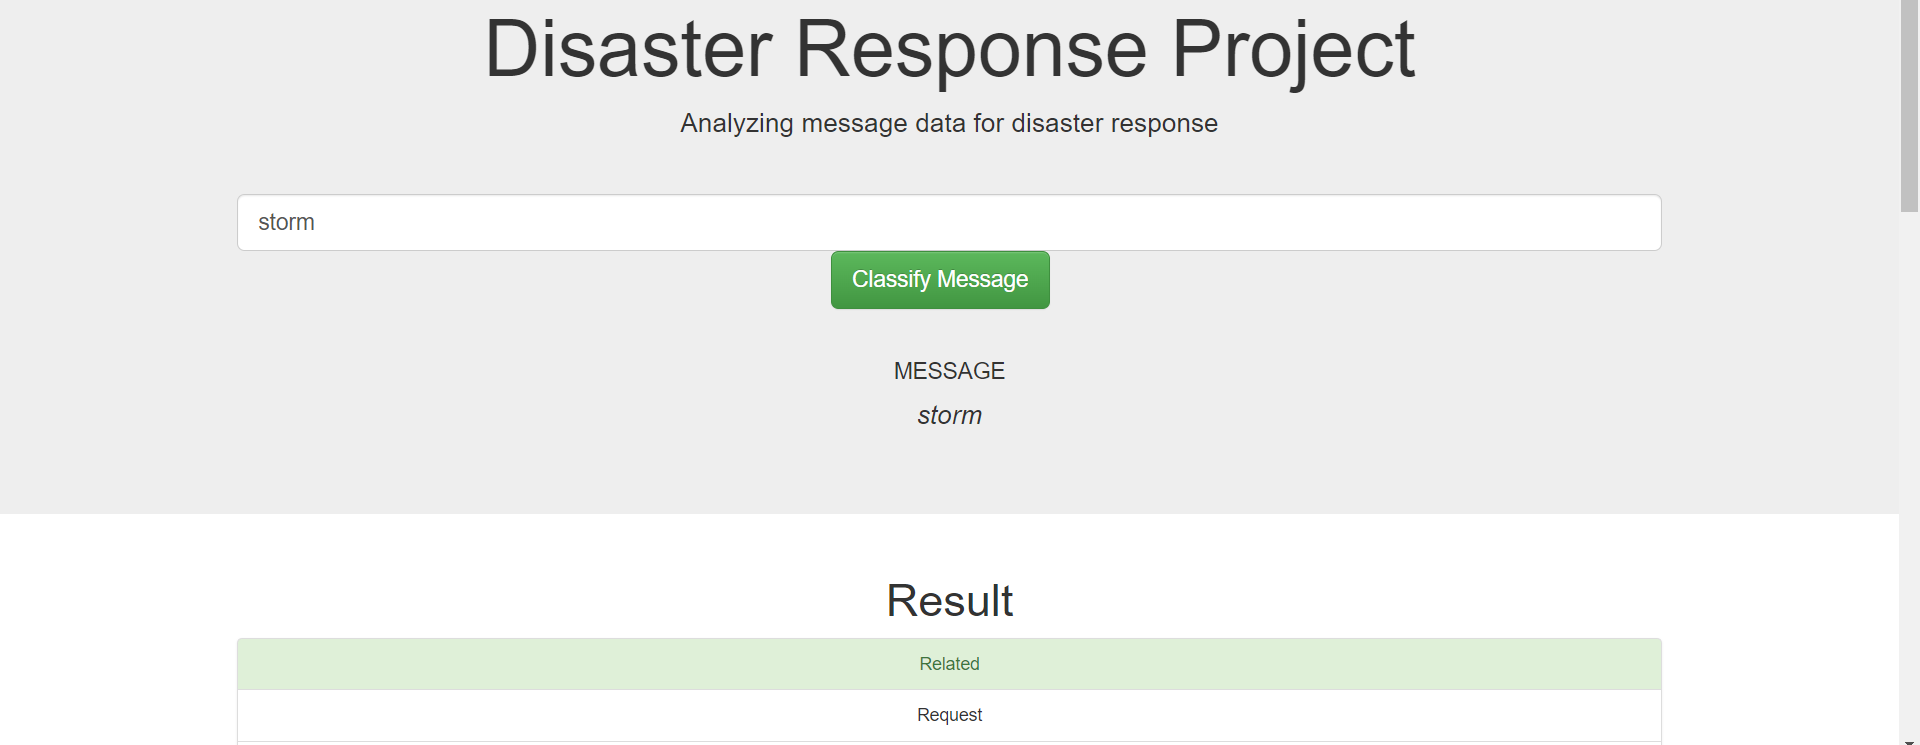 Disaster Response Project
Analyzing message data for disaster response
storm
Classify Message
MESSAGE
storm
Result
Related
Request